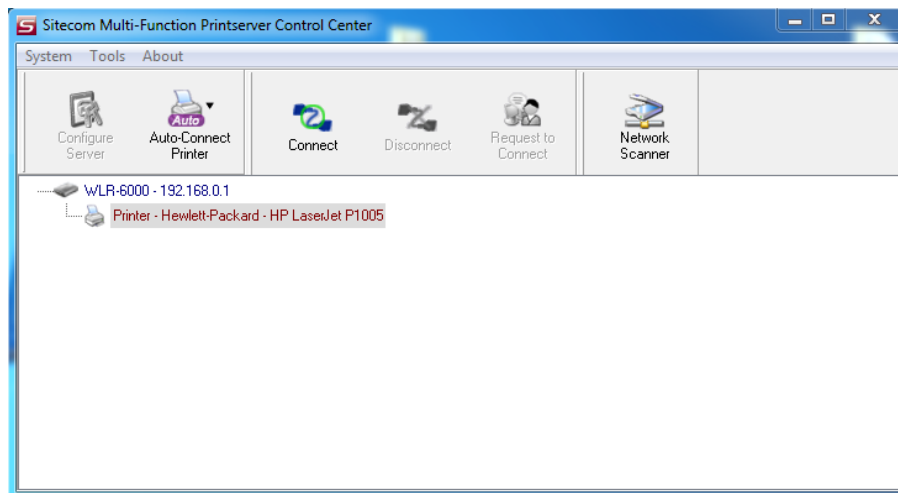 Sitecom Multi-Function Printserver Control Center
System Tools About
Configure Server
Auto
Auto-Connect Printer
Connect
Disconnect
Request to Connect
Network Scanner
WLR-6000 - 192.168.0.1
Printer - Hewlett-Packard - HP LaserJet P1005